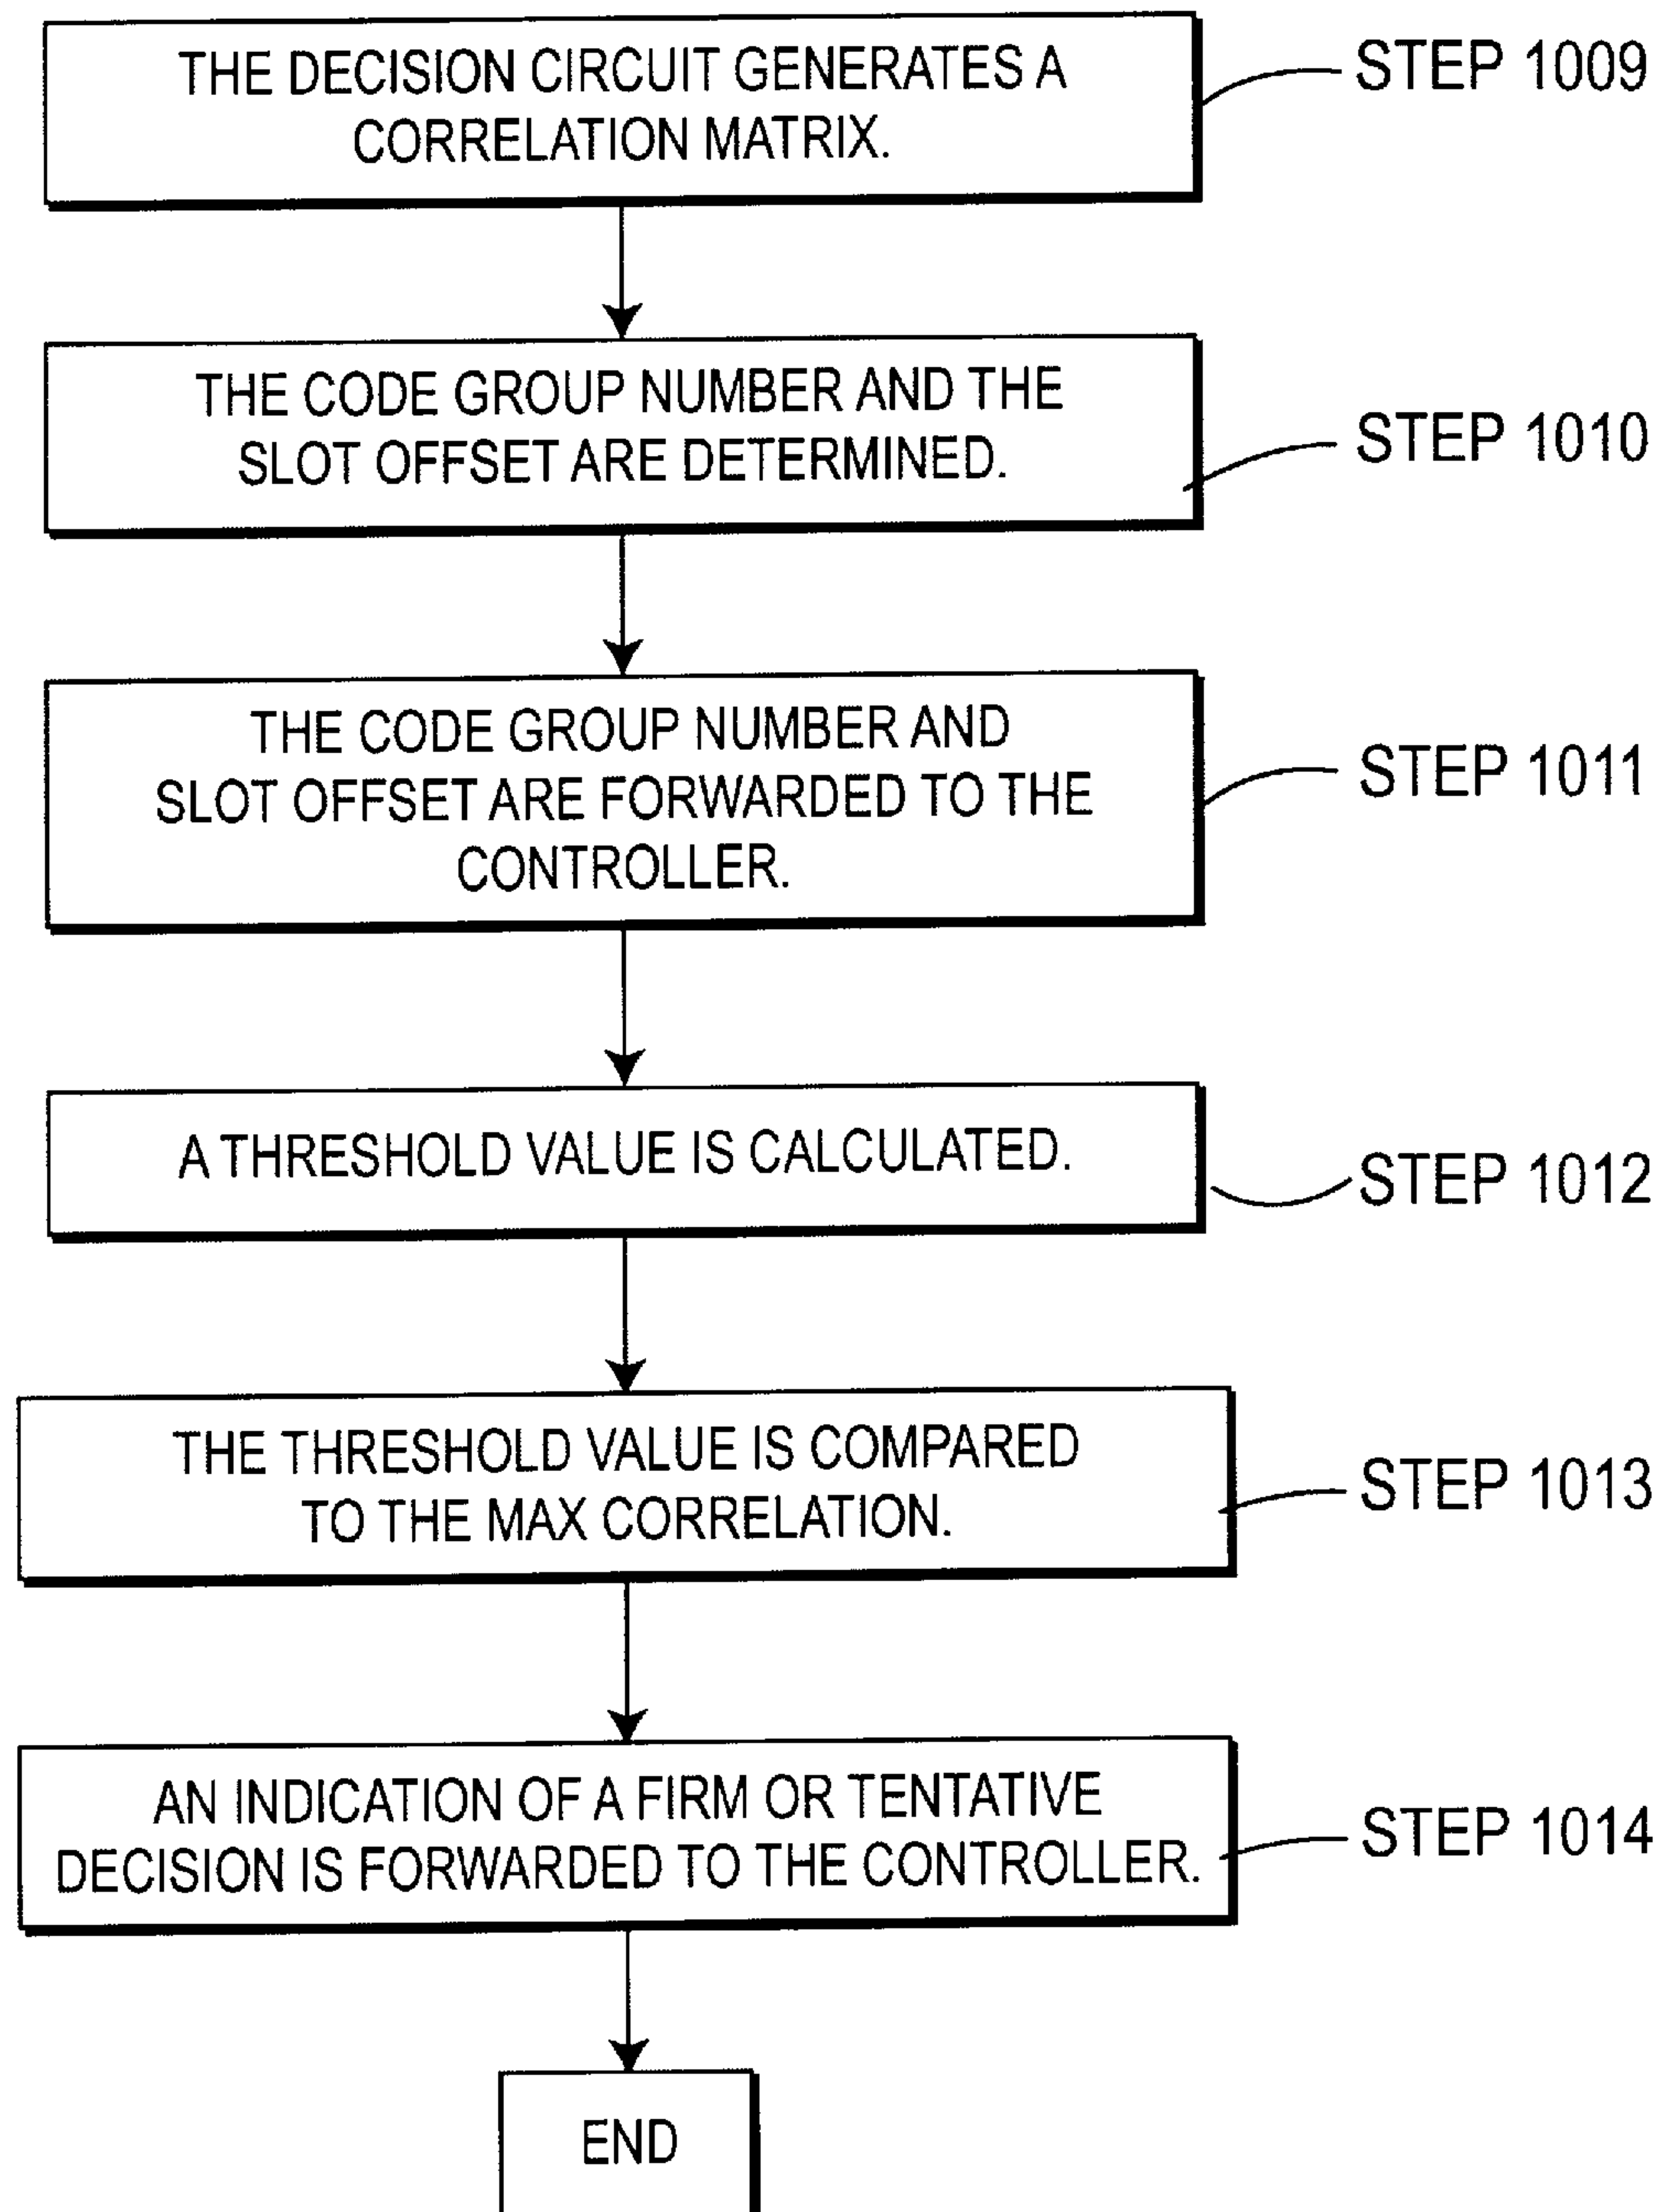 THE DECISION CIRCUIT GENERATES A
CORRELATION MATRIX.
STEP 1009
THE CODE GROUP NUMBER AND THE
SLOT OFFSET ARE DETERMINED.
STEP 1010
THE CODE GROUP NUMBER AND
SLOT OFFSET ARE FORWARDED TO THE
CONTROLLER.
STEP 1011
A THRESHOLD VALUE IS CALCULATED.
STEP 1012
THE THRESHOLD VALUE IS COMPARED
TO THE MAX CORRELATION.
STEP 1013
AN INDICATION OF A FIRM OR TENTATIVE
DECISION IS FORWARDED TO THE CONTROLLER.
STEP 1014
END